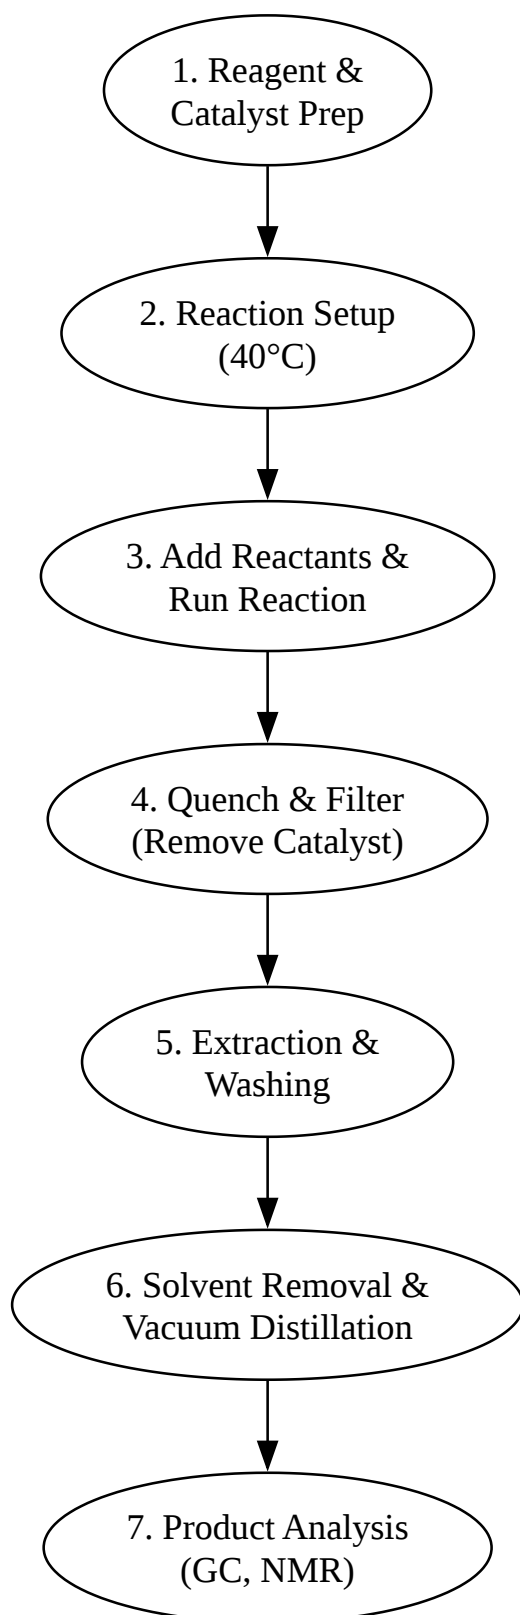 1. Reagent &
Catalyst Prep
2. Reaction Setup
(40°C)
3. Add Reactants &
Run Reaction
4. Quench & Filter
(Remove Catalyst)
5. Extraction &
Washing
6. Solvent Removal &
Vacuum Distillation
7. Product Analysis
(GC, NMR)